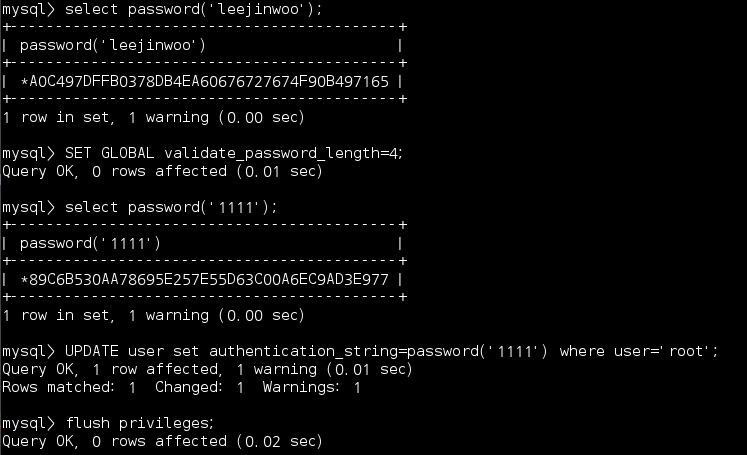 mysql> select password('leejinwoo');
+-------------------------------------------+
| password('leejinwoo')                     |
+-------------------------------------------+
| *A0C497DFFB0378DB4EA60676727674F90B497165 |
+-------------------------------------------+
1 row in set, 1 warning (0.00 sec)
mysql> SET GLOBAL validate_password_length=4;
Query OK, 0 rows affected (0.01 sec)
mysql> select password('1111');
+-------------------------------------------+
| password('1111')                          |
+-------------------------------------------+
| *89C6B530AA78695E257E55D63C00A6EC9AD3E977 |
+-------------------------------------------+
1 row in set, 1 warning (0.00 sec)
mysql> UPDATE user set authentication_string=password('1111') where user='root';
Query OK, 1 row affected, 1 warning (0.01 sec)
Rows matched: 1  Changed: 1  Warnings: 1
mysql> flush privileges;
Query OK, 0 rows affected (0.02 sec)